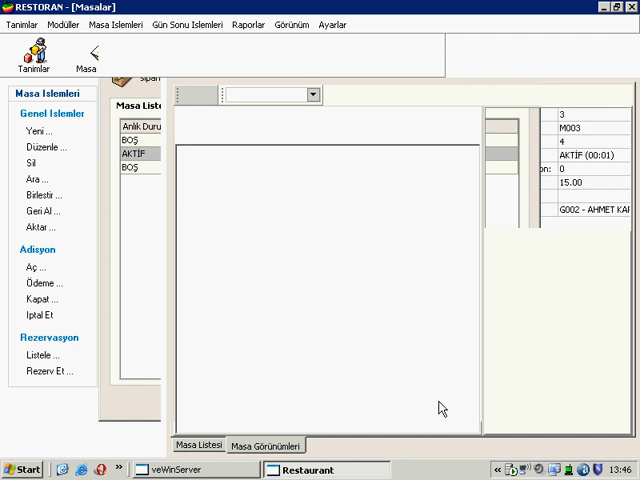 RESTORAN - [Masalar]
Tanimlar Modüller Masa Islemleri Gün Sonu Islemleri Raporlar Görünüm Ayarlar
Tanimlar Masa
Masa Islemleri
Genel Islemler
Yeni ...
Düzenle ...
Sil
Ara ...
Birlestir ...
Geri Al ...
Aktar ...
Adisyon
Aç ...
Ödeme ...
Kapat ...
Iptal Et
Rezervasyon
Listele ...
Rezerv Et ...
Masa Liste
Anlik Duru
BOŞ
AKTİF
BOŞ
3
M003
4
AKTİF (00:01)
on: 0
15.00
G002 - AHMET KAR
Masa Listesi Masa Görünümleri
Start veWinServer Restaurant 13:46